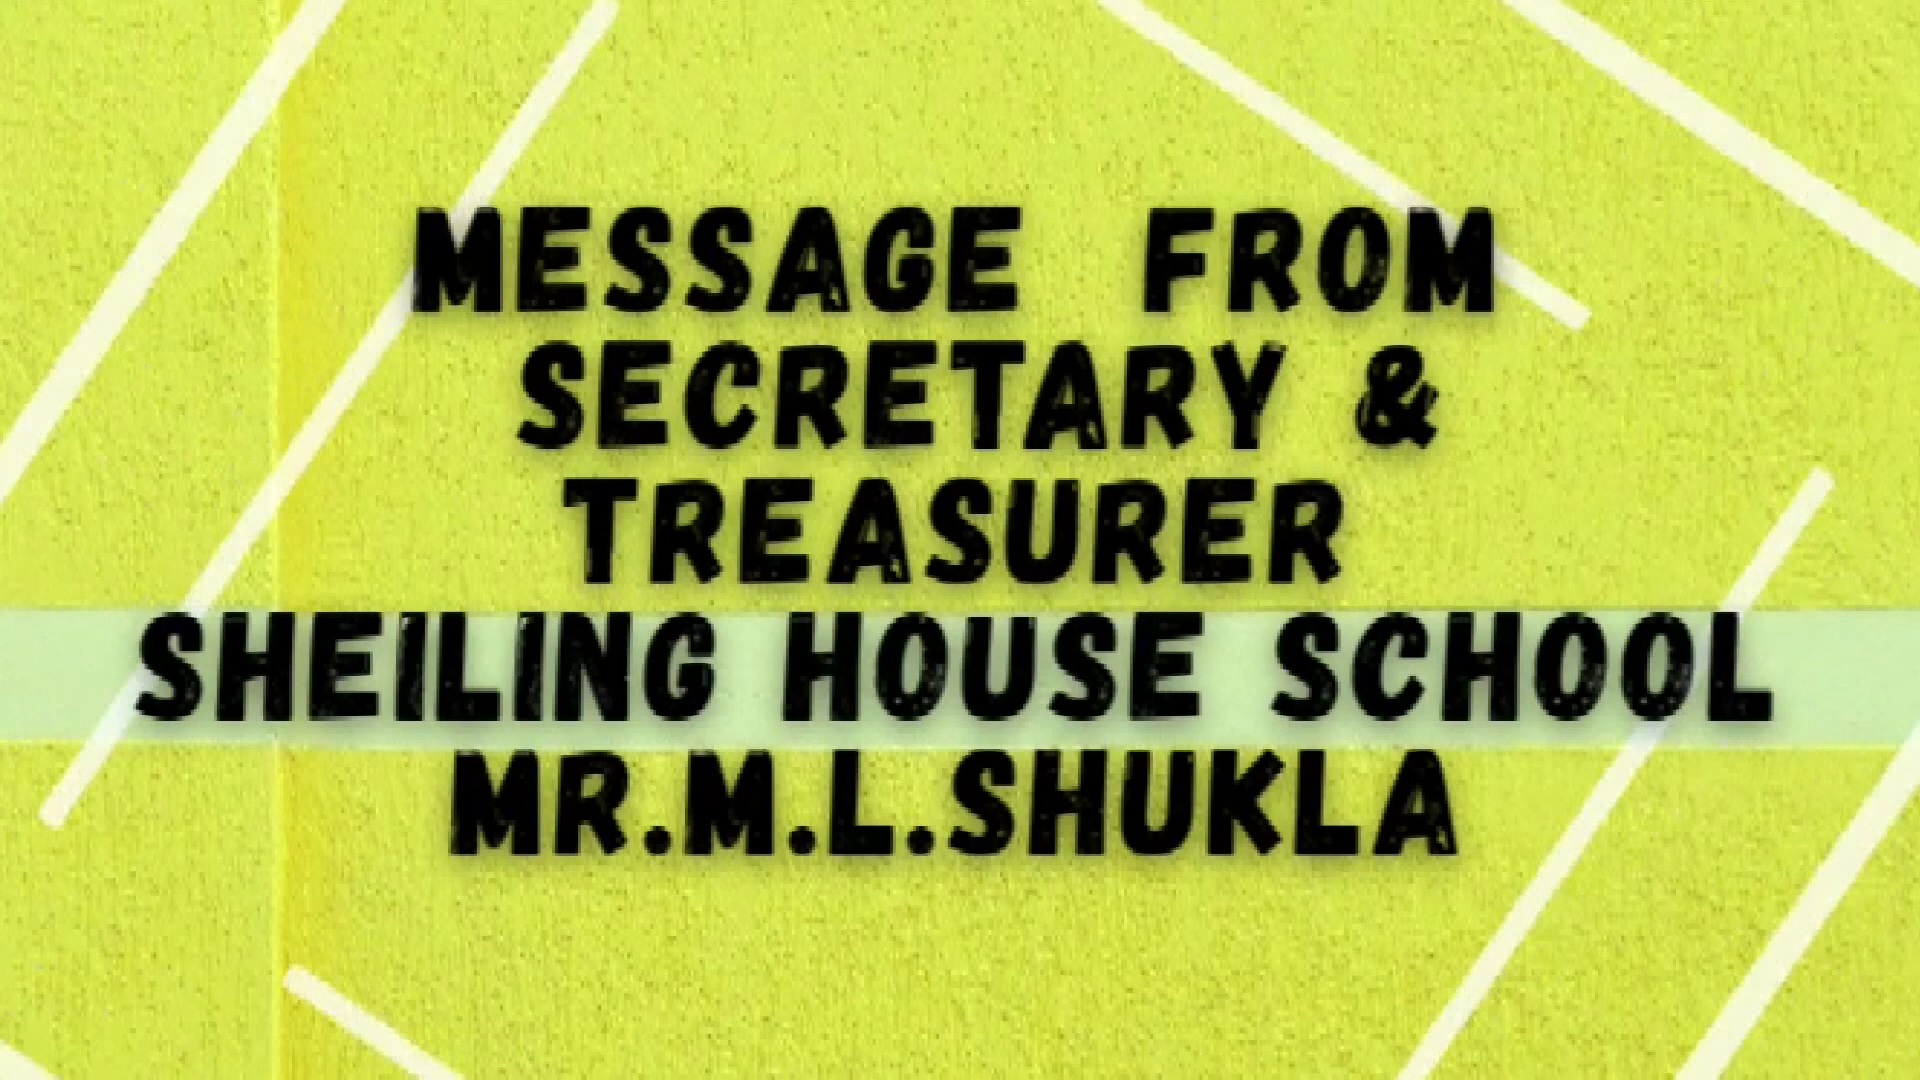 MESSAGE FROM
SECRETARY &
TREASURER
SHEILING HOUSE SCHOOL
MR.M.L.SHUKLA